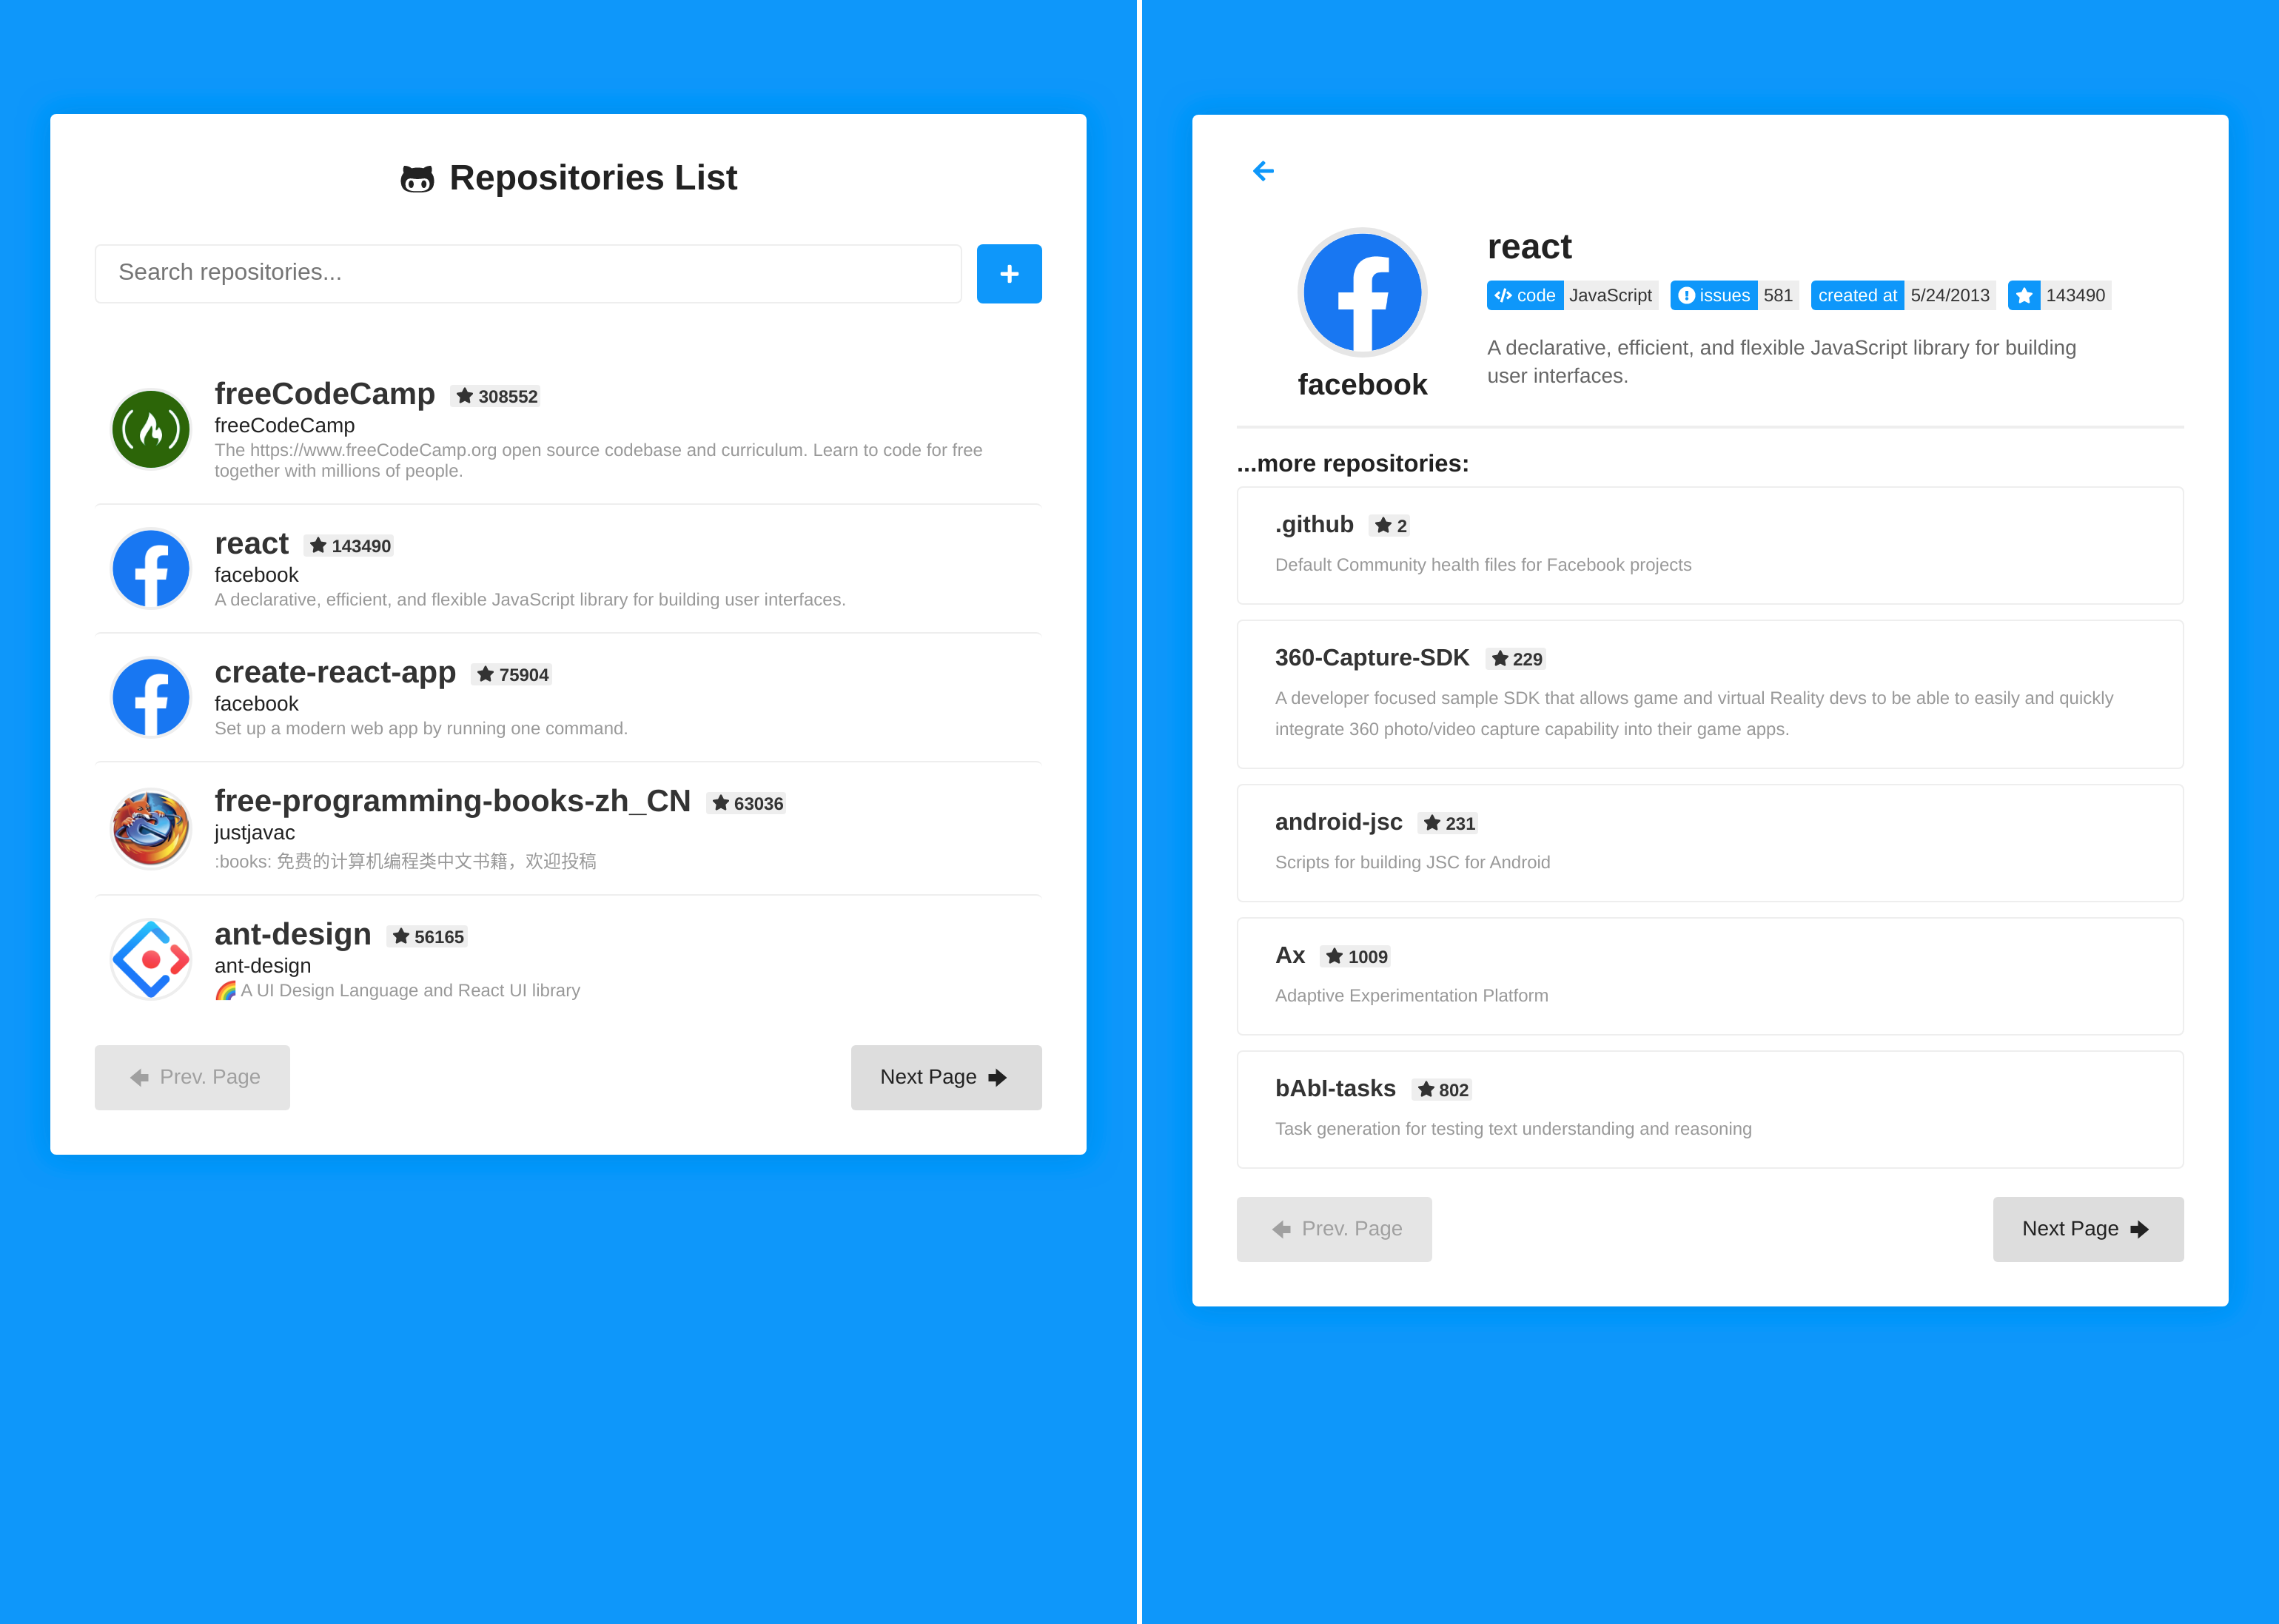 Repositories List
Search repositories...
freeCodeCamp 308552
freeCodeCamp
The https://www.freeCodeCamp.org open source codebase and curriculum. Learn to code for free
together with millions of people.
react 143490
facebook
A declarative, efficient, and flexible JavaScript library for building user interfaces.
create-react-app 75904
facebook
Set up a modern web app by running one command.
free-programming-books-zh_CN 63036
justjavac
:books: 免费的计算机编程类中文书籍，欢迎投稿
ant-design 56165
ant-design
🌈 A UI Design Language and React UI library
Prev. Page Next Page
react
code JavaScript issues 581 created at 5/24/2013 143490
A declarative, efficient, and flexible JavaScript library for building
user interfaces.
facebook
...more repositories:
.github 2
Default Community health files for Facebook projects
360-Capture-SDK 229
A developer focused sample SDK that allows game and virtual Reality devs to be able to easily and quickly
integrate 360 photo/video capture capability into their game apps.
android-jsc 231
Scripts for building JSC for Android
Ax 1009
Adaptive Experimentation Platform
bAbI-tasks 802
Task generation for testing text understanding and reasoning
Prev. Page Next Page